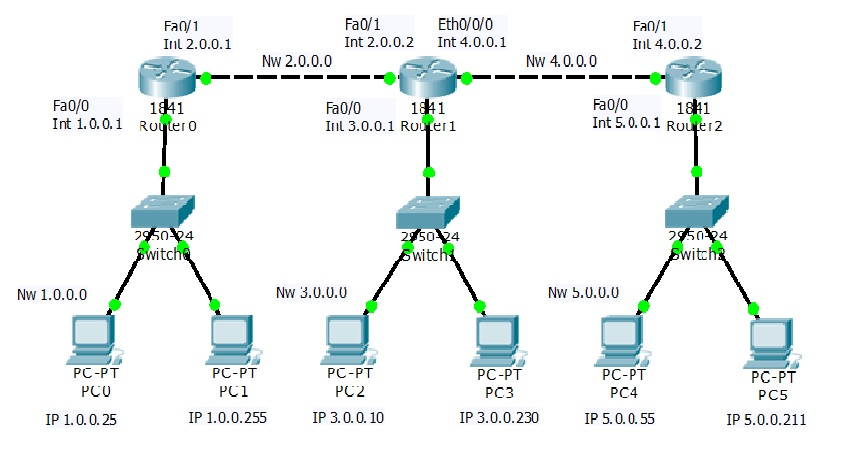 Fa0/1
Int 2.0.0.1
Nw 2.0.0.0
Fa0/1
Int 2.0.0.2
Eth0/0/0
Int 4.0.0.1
Nw 4.0.0.0
Fa0/1
Int 4.0.0.2
Fa0/0
Int 1.0.0.1
1841
Router0
Fa0/0
Int 3.0.0.1
1841
Router1
Fa0/0
Int 5.0.0.1
1841
Router2
2950-24
Switch0
2950-24
Switch1
2950-24
Switch2
Nw 1.0.0.0
Nw 3.0.0.0
Nw 5.0.0.0
PC-PT
PC0
PC-PT
PC1
PC-PT
PC2
PC-PT
PC3
PC-PT
PC4
PC-PT
PC5
IP 1.0.0.25
IP 1.0.0.255
IP 3.0.0.10
IP 3.0.0.230
IP 5.0.0.55
IP 5.0.0.211